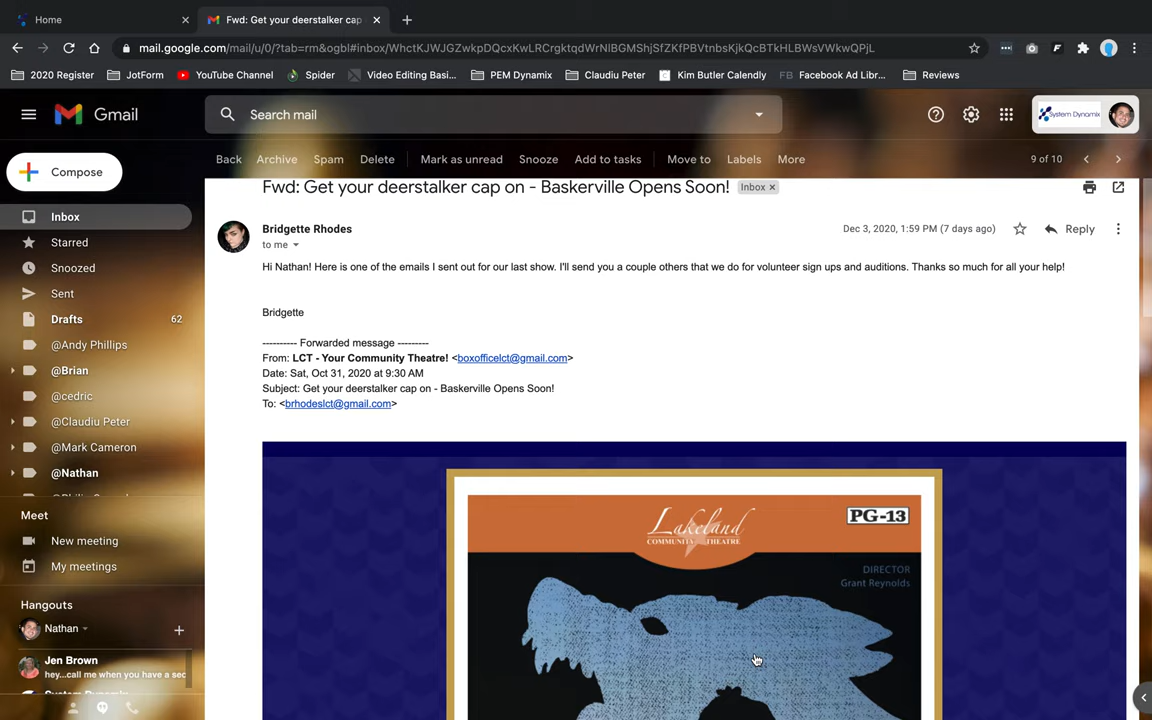 Home
Fwd: Get your deerstalker cap
mail.google.com/mail/u/0/?tab=rm&ogbl#inbox/WhctKJWJGZwkpDQcxKwLRCrgktqdWrNlBGMShjSfZKfPBVtnbsKjkQcBTkHLBWsVWkwQPjL
2020 Register
JotForm
YouTube Channel
Spider
Video Editing Basi...
PEM Dynamix
Claudiu Peter
Kim Butler Calendly
FB Facebook Ad Libr...
Reviews
Gmail
Search mail
System Dynamix
Compose
Back
Archive
Spam
Delete
Mark as unread
Snooze
Add to tasks
Move to
Labels
More
9 of 10
Fwd: Get your deerstalker cap on - Baskerville Opens Soon!
Inbox x
Inbox
Starred
Snoozed
Sent
Drafts 62
@Andy Phillips
@Brian
@cedric
@Claudiu Peter
@Mark Cameron
@Nathan
Meet
New meeting
My meetings
Hangouts
Nathan
Jen Brown
hey...call me when you have a sec
System Dynamix
Bridgette Rhodes
to me
Dec 3, 2020, 1:59 PM (7 days ago)
Reply
Hi Nathan! Here is one of the emails I sent out for our last show. I'll send you a couple others that we do for volunteer sign ups and auditions. Thanks so much for all your help!
Bridgette
---------- Forwarded message ---------
From: LCT - Your Community Theatre! <boxofficelct@gmail.com>
Date: Sat, Oct 31, 2020 at 9:30 AM
Subject: Get your deerstalker cap on - Baskerville Opens Soon!
To: <brhodeslct@gmail.com>
Lakeland
COMMUNITY THEATRE
PG-13
DIRECTOR
Grant Reynolds